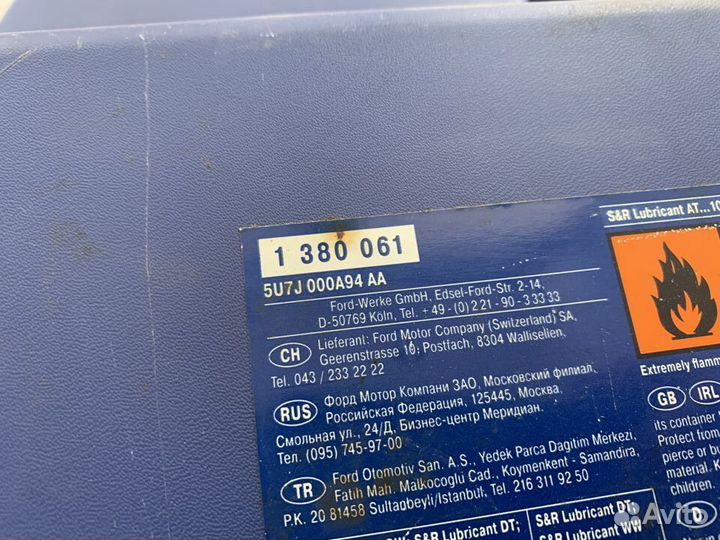 S&R Lubricant AT...10
1 380 061
5U7J 000A94 AA
Ford-Werke GmbH, Edsel-Ford-Str. 2-14,
D-50769 Köln, Tel. + 49 - (0) 2 21 - 90 - 3 33 33
CH Lieferant: Ford Motor Company (Switzerland) SA,
Geerenstrasse 10; Postfach, 8304 Wallisellen,
Tel. 043 / 233 22 22
RUS Форд Мотор Компани ЗАО, Московский филиал,
Российская Федерация, 125445, Москва,
Смольная ул., 24/Д, Бизнес-центр Меридиан.
Тел. (095) 745-97-00
TR Ford Otomotiv San. A.S., Yedek Parca Dagitim Merkezi,
Fatih Mah. Malkocoglu Cad., Koymenkent - Samandira,
P.K. 20 81458 Sultanbeyli/Istanbul, Tel. 216 311 92 50
Extremely flamm
GB IRL
its container
Protect from
pierce or bu
material. K
children.
S&R Lubricant DT;
S&R Lubricant DT;
S&R Lubricant WW
D
Avito